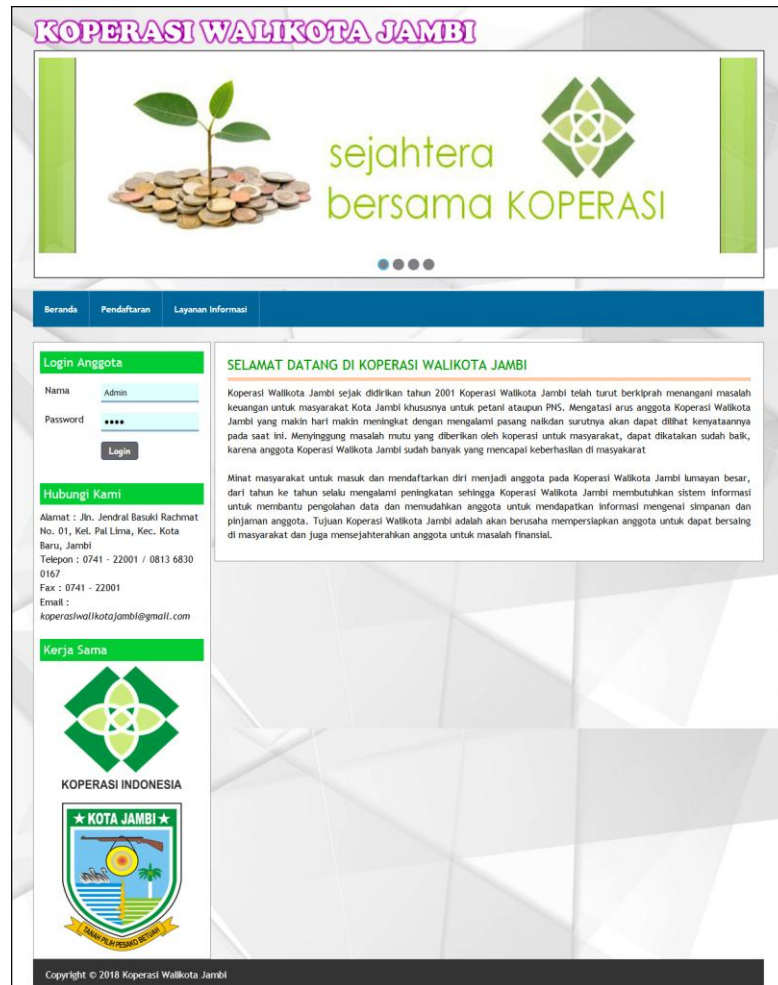 KOPERASI WALIKOTA JAMBI
sejahtera
bersama KOPERASI
Beranda Pendaftaran Layanan Informasi
Login Anggota
Nama Admin
Password ••••
Login
Hubungi Kami
Alamat : Jln. Jendral Basuki Rachmat
No. 01, Kel. Pal Lima, Kec. Kota
Baru, Jambi
Telepon : 0741 - 22001 / 0813 6830
0167
Fax : 0741 - 22001
Email :
koperasiwalikotajambi@gmail.com
Kerja Sama
KOPERASI INDONESIA
KOTA JAMBI
TANAH PILIH PESAKO BETUAH
SELAMAT DATANG DI KOPERASI WALIKOTA JAMBI
Koperasi Walikota Jambi sejak didirikan tahun 2001 Koperasi Walikota Jambi telah turut berkiprah menangani masalah
keuangan untuk masyarakat Kota Jambi khususnya untuk petani ataupun PNS. Mengatasi arus anggota Koperasi Walikota
Jambi yang makin hari makin meningkat dengan mengalami pasang naikdan surutnya akan dapat dilihat kenyataannya
pada saat ini. Menyinggung masalah mutu yang diberikan oleh koperasi untuk masyarakat, dapat dikatakan sudah baik,
karena anggota Koperasi Walikota Jambi sudah banyak yang mencapai keberhasilan di masyakarat
Minat masyarakat untuk masuk dan mendaftarkan diri menjadi anggota pada Koperasi Walikota Jambi lumayan besar,
dari tahun ke tahun selalu mengalami peningkatan sehingga Koperasi Walikota Jambi membutuhkan sistem informasi
untuk membantu pengolahan data dan memudahkan anggota untuk mendapatkan informasi mengenai simpanan dan
pinjaman anggota. Tujuan Koperasi Walikota Jambi adalah akan berusaha mempersiapkan anggota untuk dapat bersaing
di masyarakat dan juga mensejahterahkan anggota untuk masalah finansial.
Copyright © 2018 Koperasi Walikota Jambi